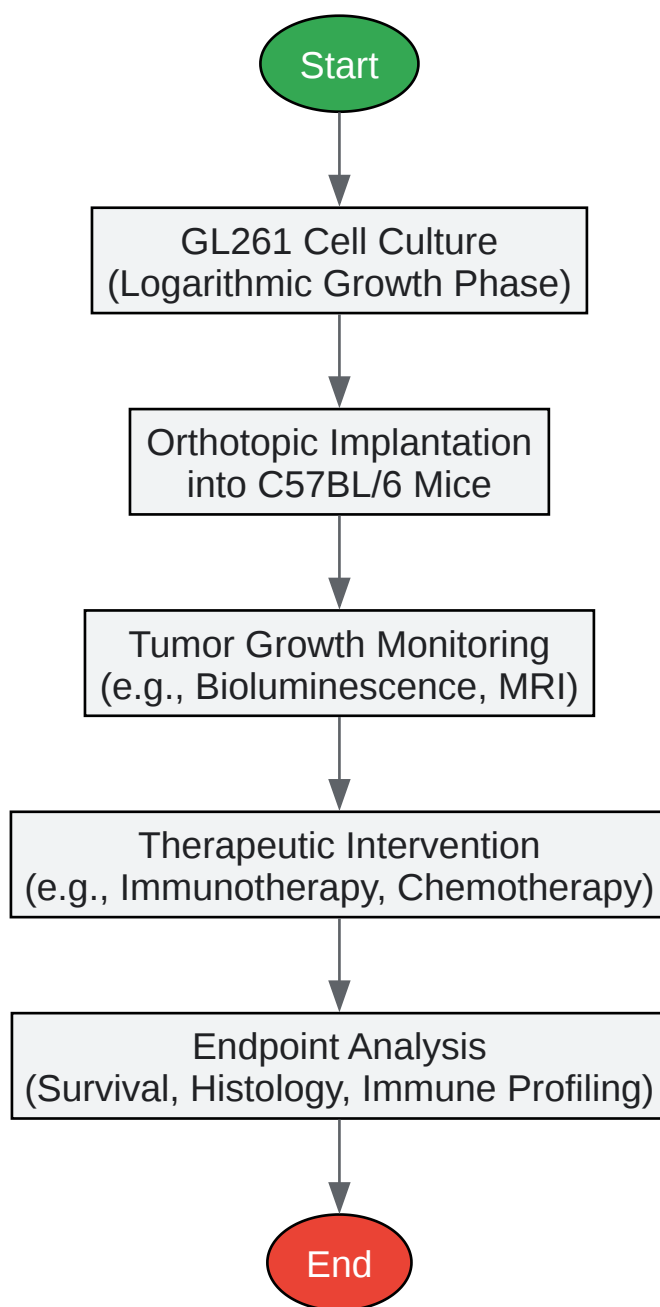 Start
GL261 Cell Culture
(Logarithmic Growth Phase)
Orthotopic Implantation
into C57BL/6 Mice
Tumor Growth Monitoring
(e.g., Bioluminescence, MRI)
Therapeutic Intervention
(e.g., Immunotherapy, Chemotherapy)
Endpoint Analysis
(Survival, Histology, Immune Profiling)
End